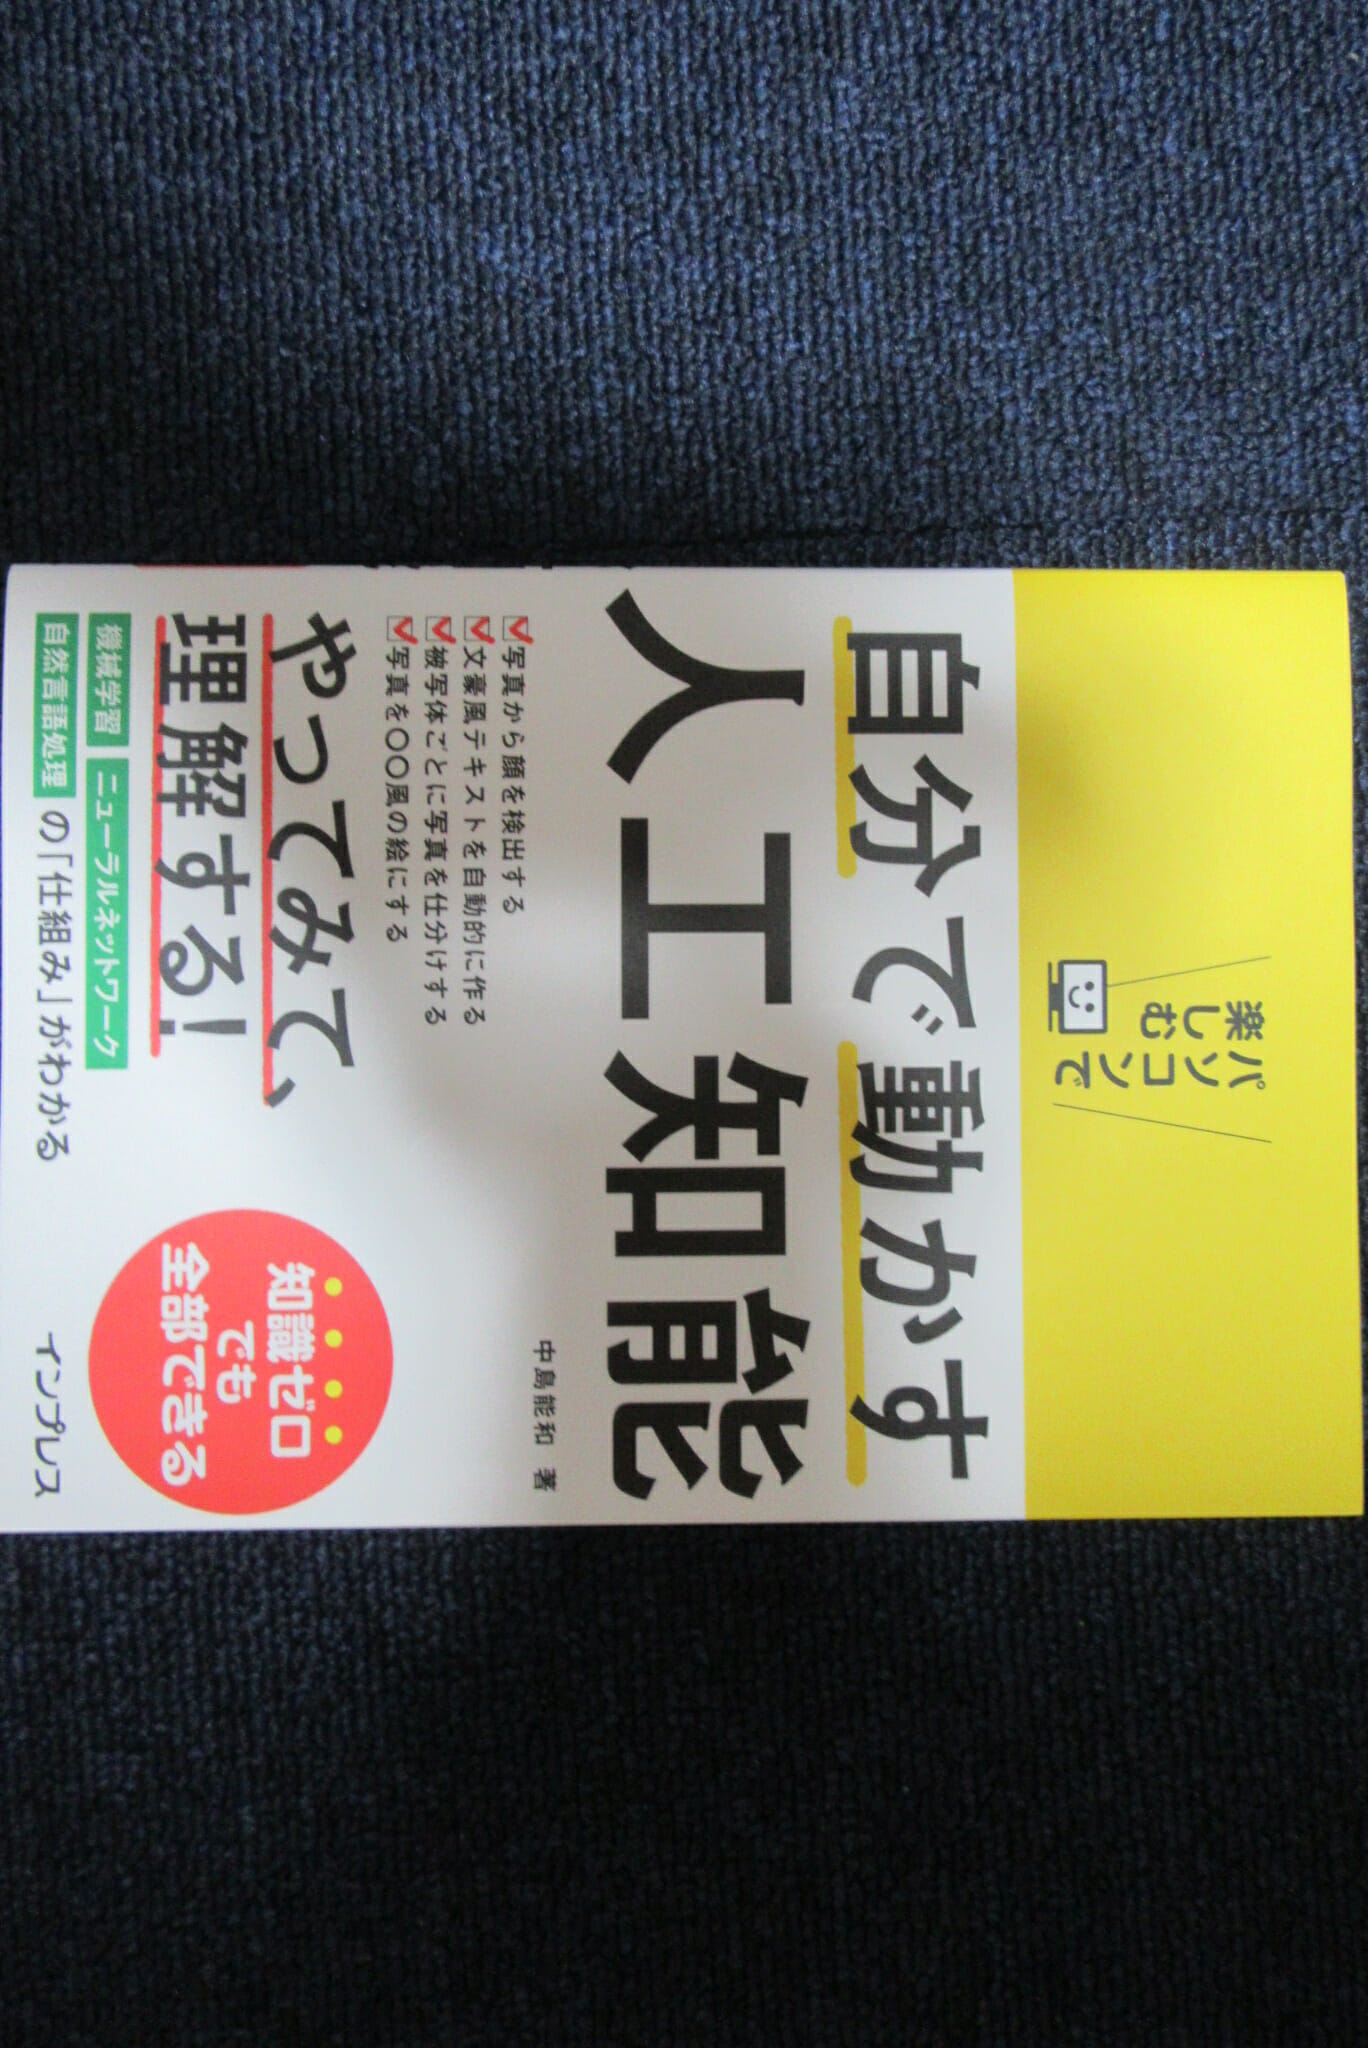 パソコンで
楽しむ
自分で動かす
人工知能
中島能和 著
写真から顔を検出する
文豪風テキストを自動的に作る
被写体ごとに写真を仕分けする
写真を〇〇風の絵にする
やってみて、
理解する!
機械学習 ニューラルネットワーク
自然言語処理の「仕組み」がわかる
知識ゼロ
でも
全部できる
インプレス